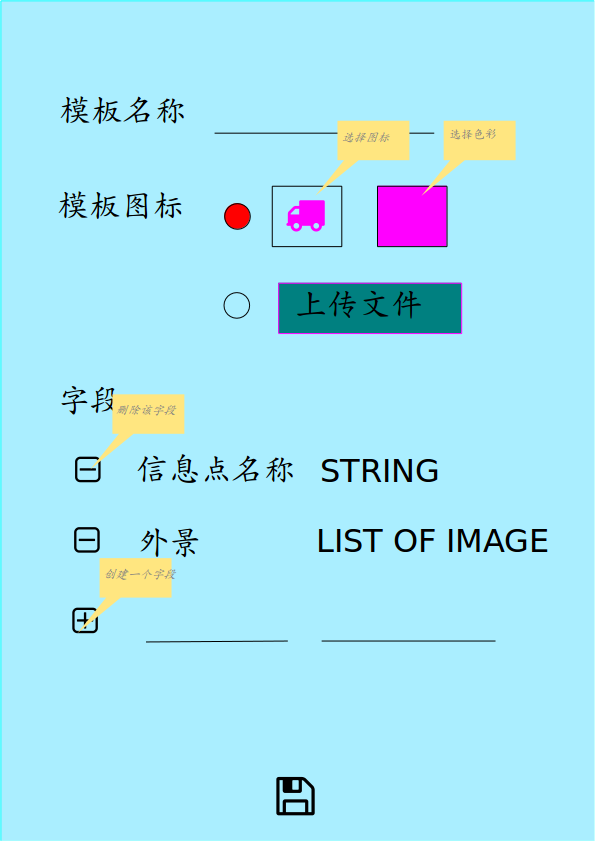 模板名称
选择图标
选择色彩
模板图标
上传文件
字段
删除该字段
信息点名称 STRING
外景 LIST OF IMAGE
创建一个字段